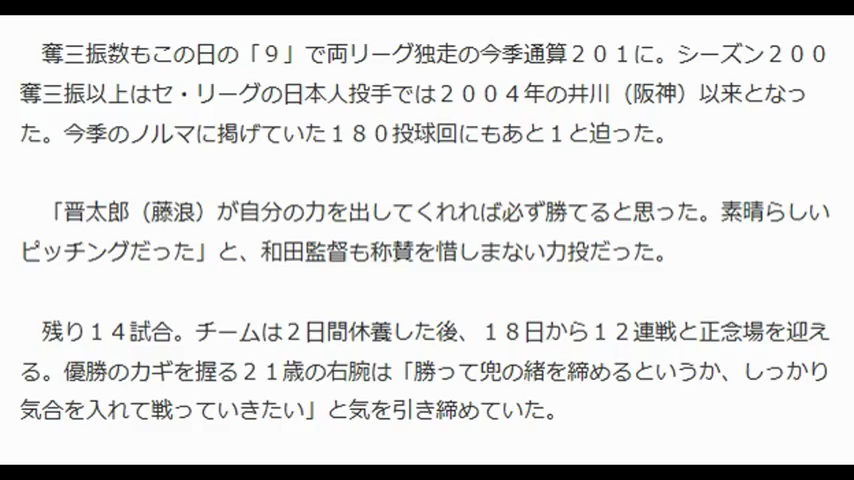 奪三振数もこの日の「９」で両リーグ独走の今季通算２０１に。シーズン２００
奪三振以上はセ・リーグの日本人投手では２００４年の井川（阪神）以来となっ
た。今季のノルマに掲げていた１８０投球回にもあと１と迫った。
「晋太郎（藤浪）が自分の力を出してくれれば必ず勝てると思った。素晴らしい
ピッチングだった」と、和田監督も称賛を惜しまない力投だった。
残り１４試合。チームは２日間休養した後、１８日から１２連戦と正念場を迎え
る。優勝のカギを握る２１歳の右腕は「勝って兜の緒を締めるというか、しっかり
気合を入れて戦っていきたい」と気を引き締めていた。